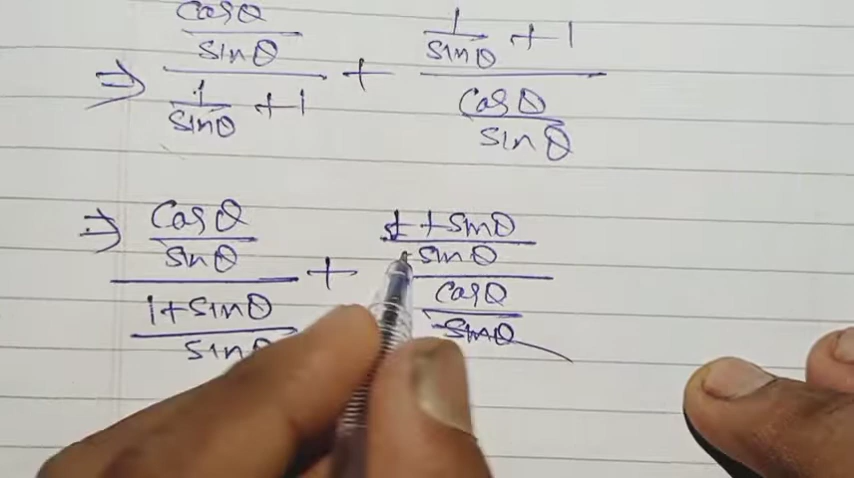 ⇒ (cosθ/sinθ)/(1/sinθ + 1) + (1/sinθ + 1)/(cosθ/sinθ)
⇒ (cosθ/sinθ)/((1+sinθ)/sinθ) + ((1+sinθ)/sinθ)/(cosθ/sinθ)